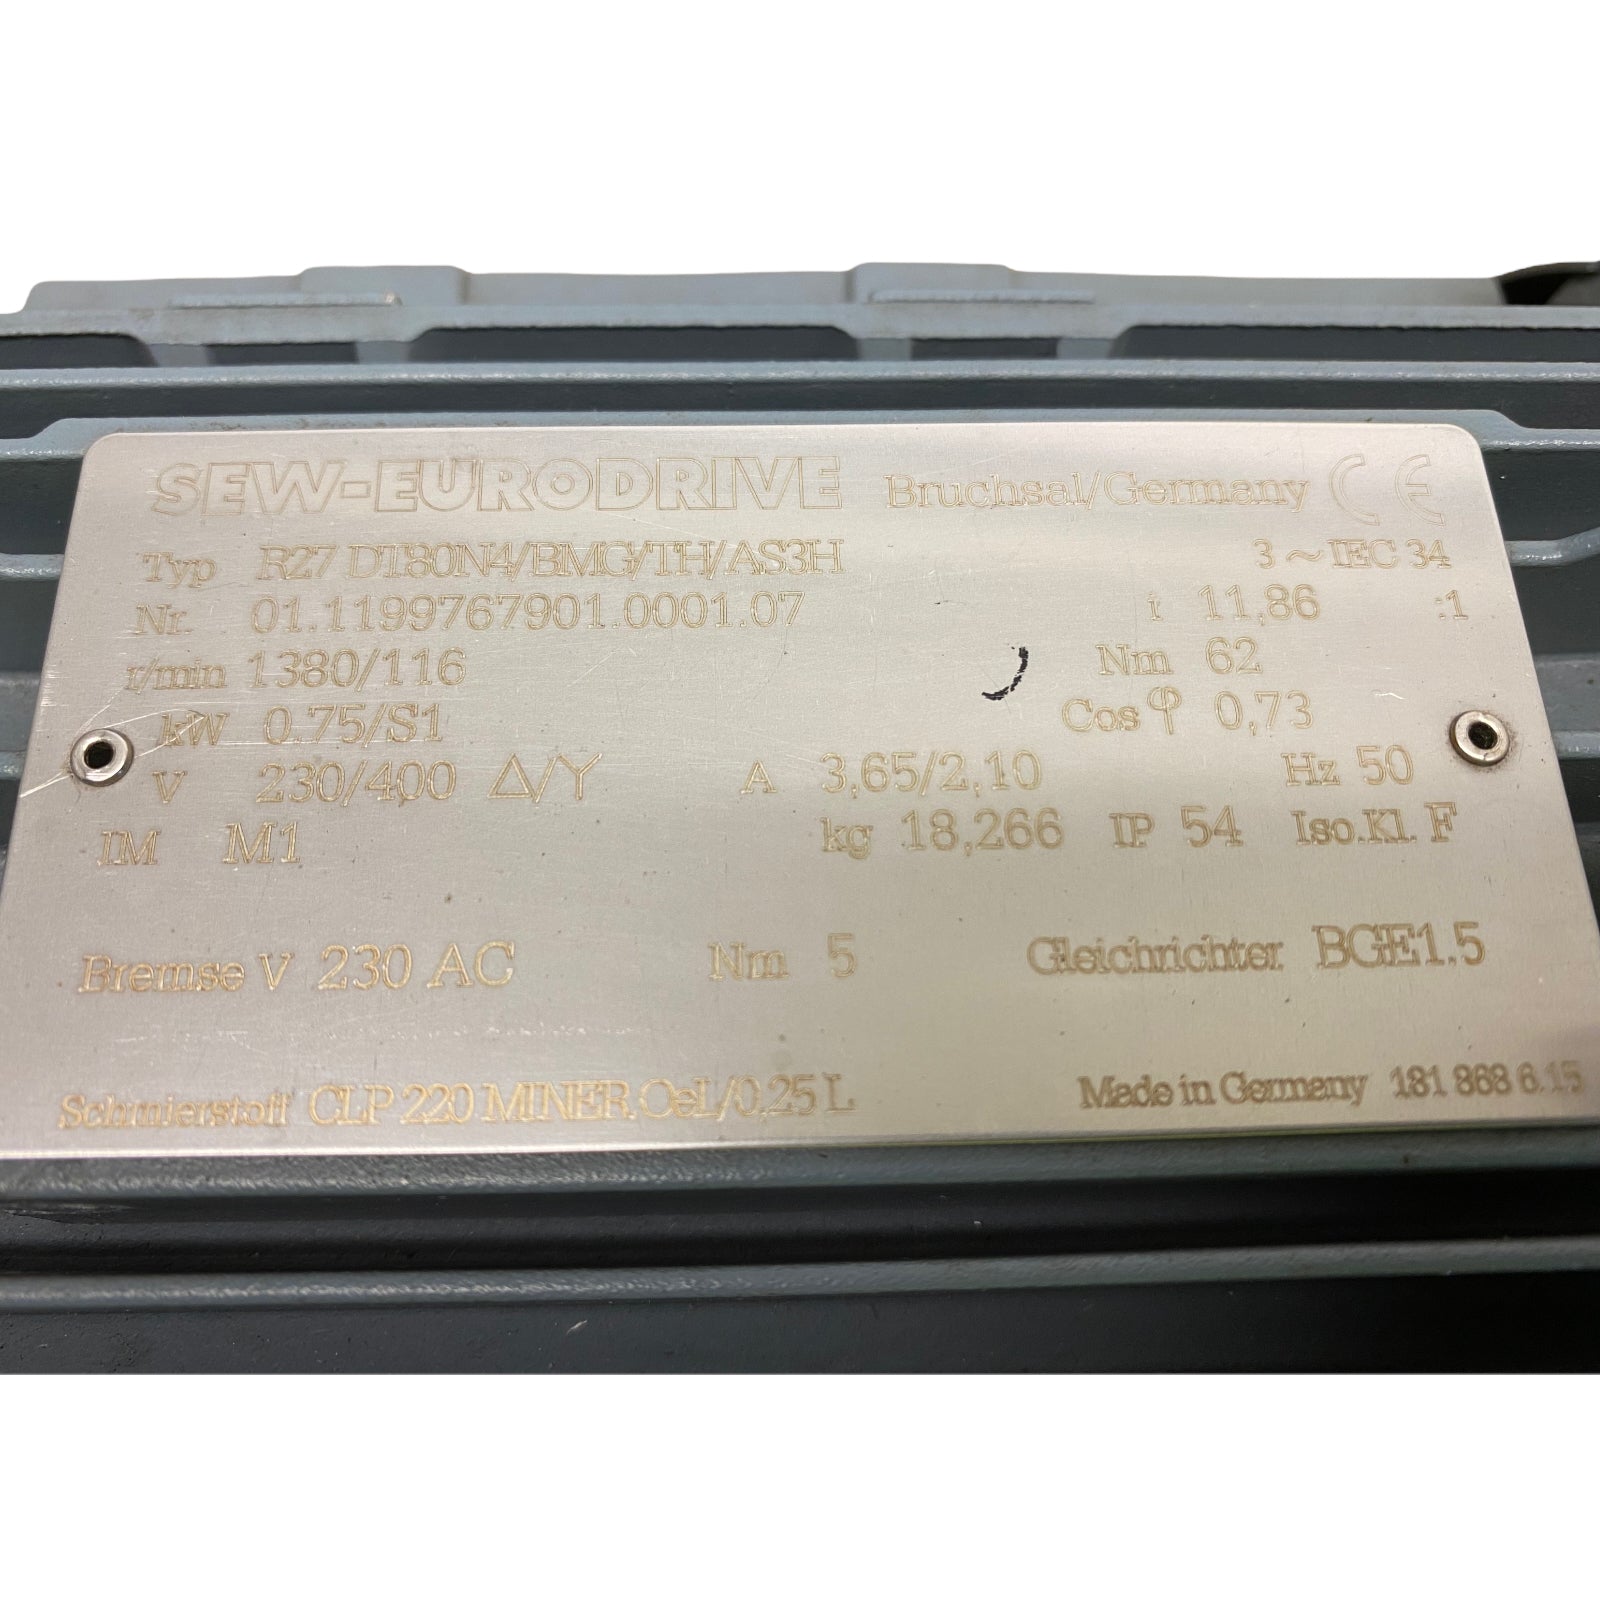 SEW-EURODRIVE Bruchsal/Germany CE
Typ R27 DT80N4/BMG/TH/AS3H 3 ~ IEC 34
Nr. 01.1199767901.0001.07 i 11,86 :1
r/min 1380/116 Nm 62
kW 0.75/S1 Cos φ 0,73
V 230/400 Δ/Y A 3,65/2,10 Hz 50
IM M1 kg 18,266 IP 54 Iso.Kl. F
Bremse V 230 AC Nm 5 Gleichrichter BGE1.5
Schmierstoff CLP 220 MINER.OeL/0.25 L Made in Germany 181 868 6.15